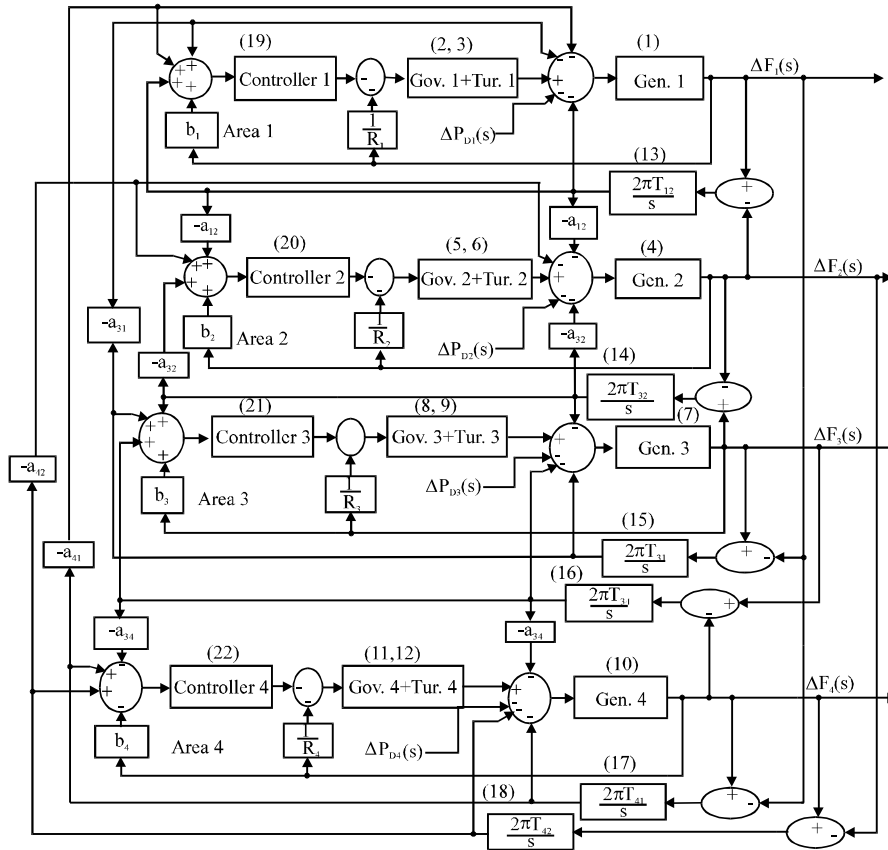 (19) (2, 3) (1) ΔF₁(s)
+ + + + Controller 1 - - Gov. 1+Tur. 1 - - + - - Gen. 1
b₁ Area 1 1/R₁ ΔP_D1(s)
(13)
2πT₁₂/s + -
-a₁₂ -a₁₂
(20) (5, 6) (4) ΔF₂(s)
+ + + + Controller 2 - - Gov. 2+Tur. 2 - - + - - Gen. 2
b₂ Area 2 1/R₂ ΔP_D2(s)
-a₃₁ -a₃₂ -a₃₂
(14)
2πT₃₂/s - +
(21) (8, 9) (7) ΔF₃(s)
+ + + + Controller 3 Gov. 3+Tur. 3 - + - - - Gen. 3
-a₄₂
b₃ Area 3 1/R₃ ΔP_D3(s)
-a₄₁ (15)
2πT₃₁/s + -
(16)
2πT₃₄/s - +
-a₃₄ -a₃₄
(22) (11,12) (10) ΔF₄(s)
- + + - Controller 4 - - Gov. 4+Tur. 4 - + - - - Gen. 4
b₄ Area 4 1/R₄ ΔP_D4(s)
(18) (17)
2πT₄₁/s + -
2πT₄₂/s + -